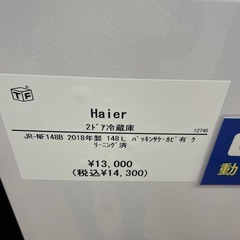 TF
Haier
2ﾄﾞｱ冷蔵庫
12745
JR-NF148B 2018年製 148L ﾊﾟｯｷﾝｻｹ･ｶﾋﾞ有 ｸ
ﾘｰﾆﾝｸﾞ済
¥13,000
(税込¥14,300)
動